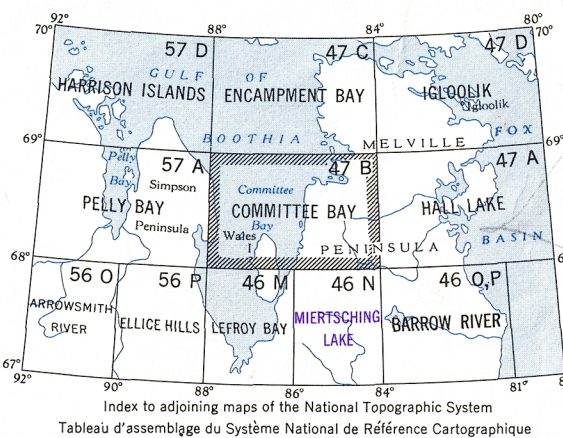 92° 88° 84° 80°
70° 70°
57 D 47 C 47 D
GULF OF
HARRISON ISLANDS ENCAMPMENT BAY IGLOOLIK
Igloolik
BOOTHIA MELVILLE FOX
69° 69°
Pelly 57 A 47 B 47 A
Bay Simpson Committee
PELLY BAY COMMITTEE BAY HALL LAKE
Peninsula Wales Bay
I PENINSULA BASIN
68° 68°
56 O 56 P 46 M 46 N 46 O,P
ARROWSMITH MIERTSCHING
RIVER ELLICE HILLS LEFROY BAY LAKE BARROW RIVER
67° 67°
92° 90° 88° 86° 84° 81° 8
Index to adjoining maps of the National Topographic System
Tableau d'assemblage du Système National de Référence Cartographique